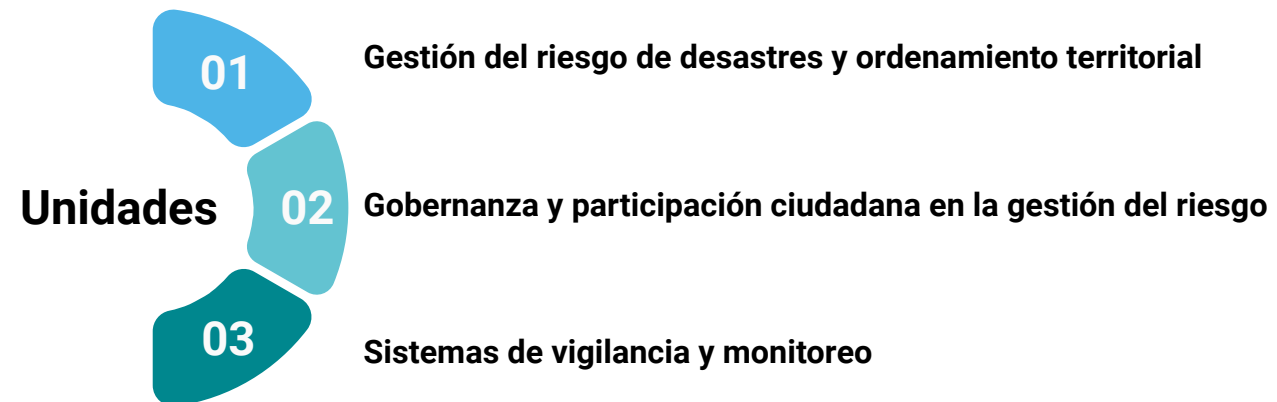 Unidades
01
Gestión del riesgo de desastres y ordenamiento territorial
02
Gobernanza y participación ciudadana en la gestión del riesgo
03
Sistemas de vigilancia y monitoreo